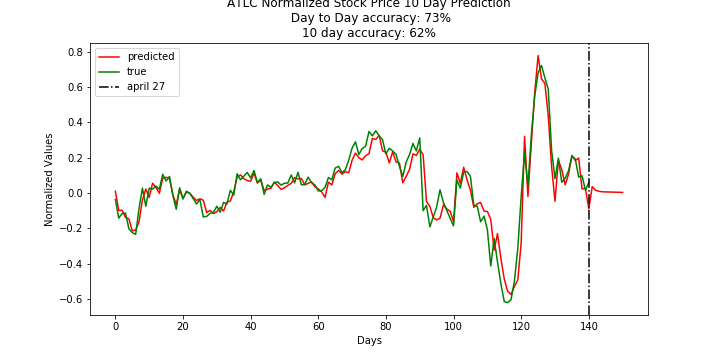 ATLC Normalized Stock Price 10 Day Prediction
Day to Day accuracy: 73%
10 day accuracy: 62%
predicted
true
april 27
Normalized Values
0.8
0.6
0.4
0.2
0.0
−0.2
−0.4
−0.6
0 20 40 60 80 100 120 140
Days